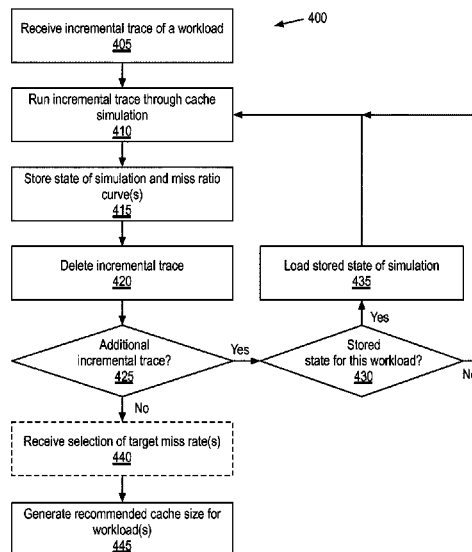 400
Receive incremental trace of a workload
405
Run incremental trace through cache
simulation
410
Store state of simulation and miss ratio
curve(s)
415
Delete incremental trace
420
Load stored state of simulation
435
Yes
Additional
incremental trace?
425
Yes
Stored
state for this workload?
430
No
No
Receive selection of target miss rate(s)
440
Generate recommended cache size for
workload(s)
445